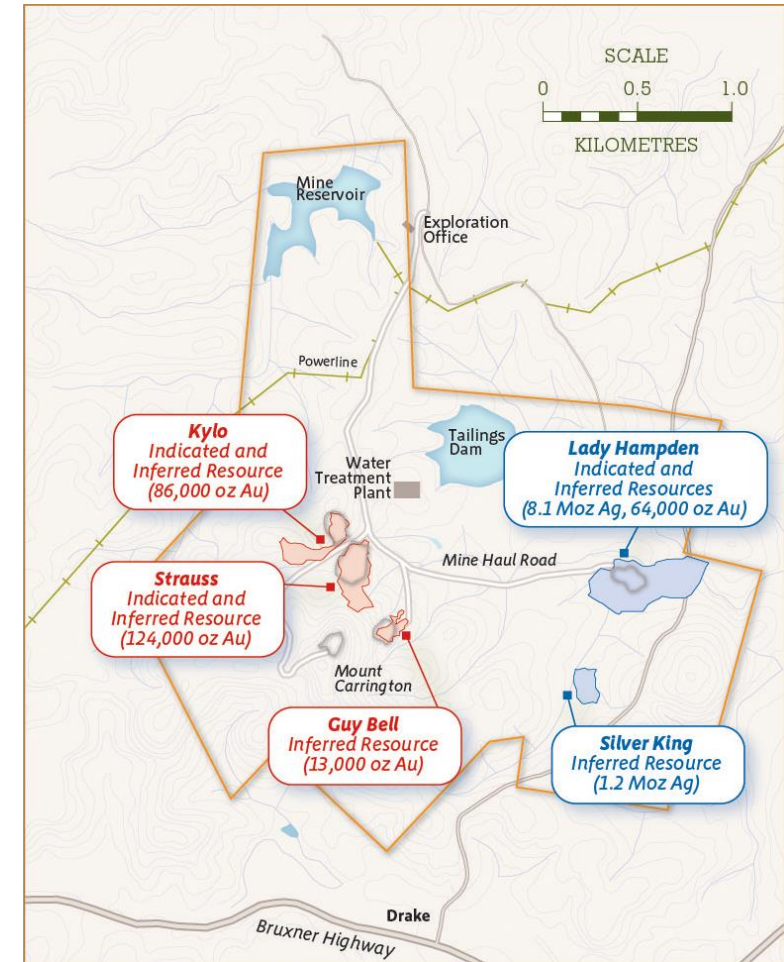 SCALE
0 0.5 1.0
KILOMETRES
Mine
Reservoir
Exploration
Office
Powerline
Kylo
Indicated and
Inferred Resource
(86,000 oz Au)
Water
Treatment
Plant
Tailings
Dam
Lady Hampden
Indicated and
Inferred Resources
(8.1 Moz Ag, 64,000 oz Au)
Mine Haul Road
Strauss
Indicated and
Inferred Resource
(124,000 oz Au)
Mount
Carrington
Guy Bell
Inferred Resource
(13,000 oz Au)
Silver King
Inferred Resource
(1.2 Moz Ag)
Drake
Bruxner Highway